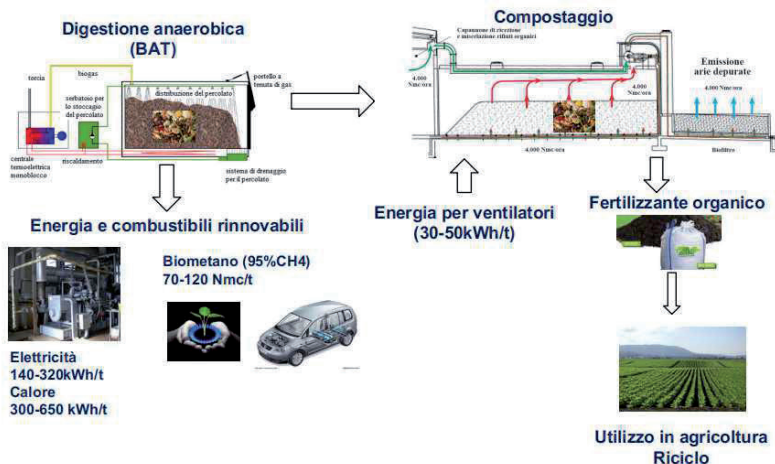 Digestione anaerobica
(BAT)
torcia
biogas
serbatoio per
lo stoccaggio
del percolato
distribuzione del percolato
portello a
tenuta di gas
centrale
termoelettrica
monoblocco
riscaldamento
sistema di drenaggio
per il percolato
Compostaggio
Capannone di ricezione
e miscelazione rifiuti organici
4.000
Nmc/ora
4.000
Nmc/ora
4.000 Nmc/ora
Emissione
arie depurate
4.000 Nmc/ora
Biofiltro
Energia e combustibili rinnovabili
Biometano (95%CH4)
70-120 Nmc/t
Elettricità
140-320kWh/t
Calore
300-650 kWh/t
Energia per ventilatori
(30-50kWh/t)
Fertilizzante organico
Utilizzo in agricoltura
Riciclo